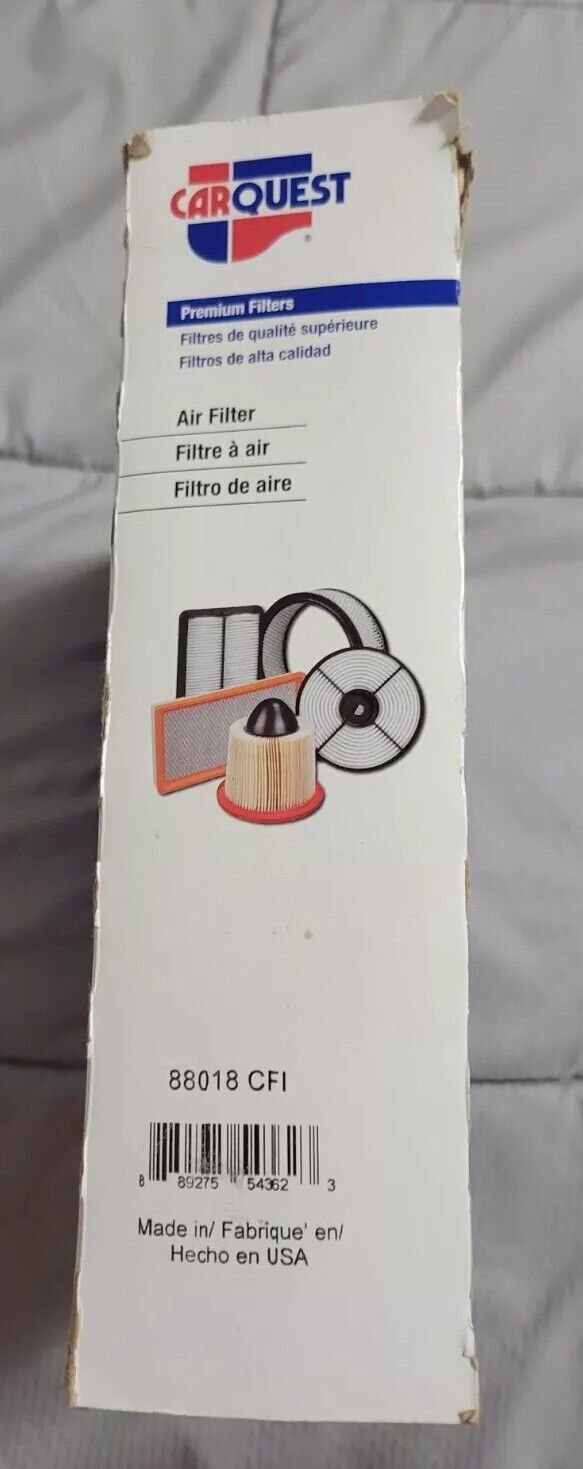 CARQUEST
®
Premium Filters
Filtres de qualité supérieure
Filtros de alta calidad
Air Filter
Filtre à air
Filtro de aire
88018 CFI
8 89275 54362 3
Made in/ Fabrique' en/
Hecho en USA